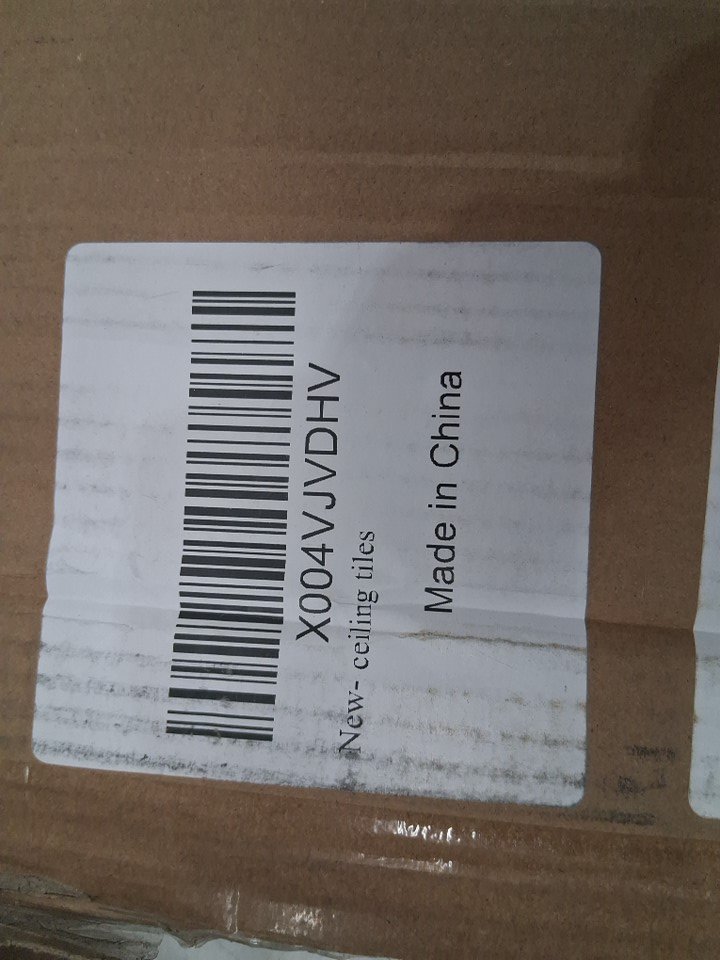 X004VJVDHV
New- ceiling tiles
Made in China